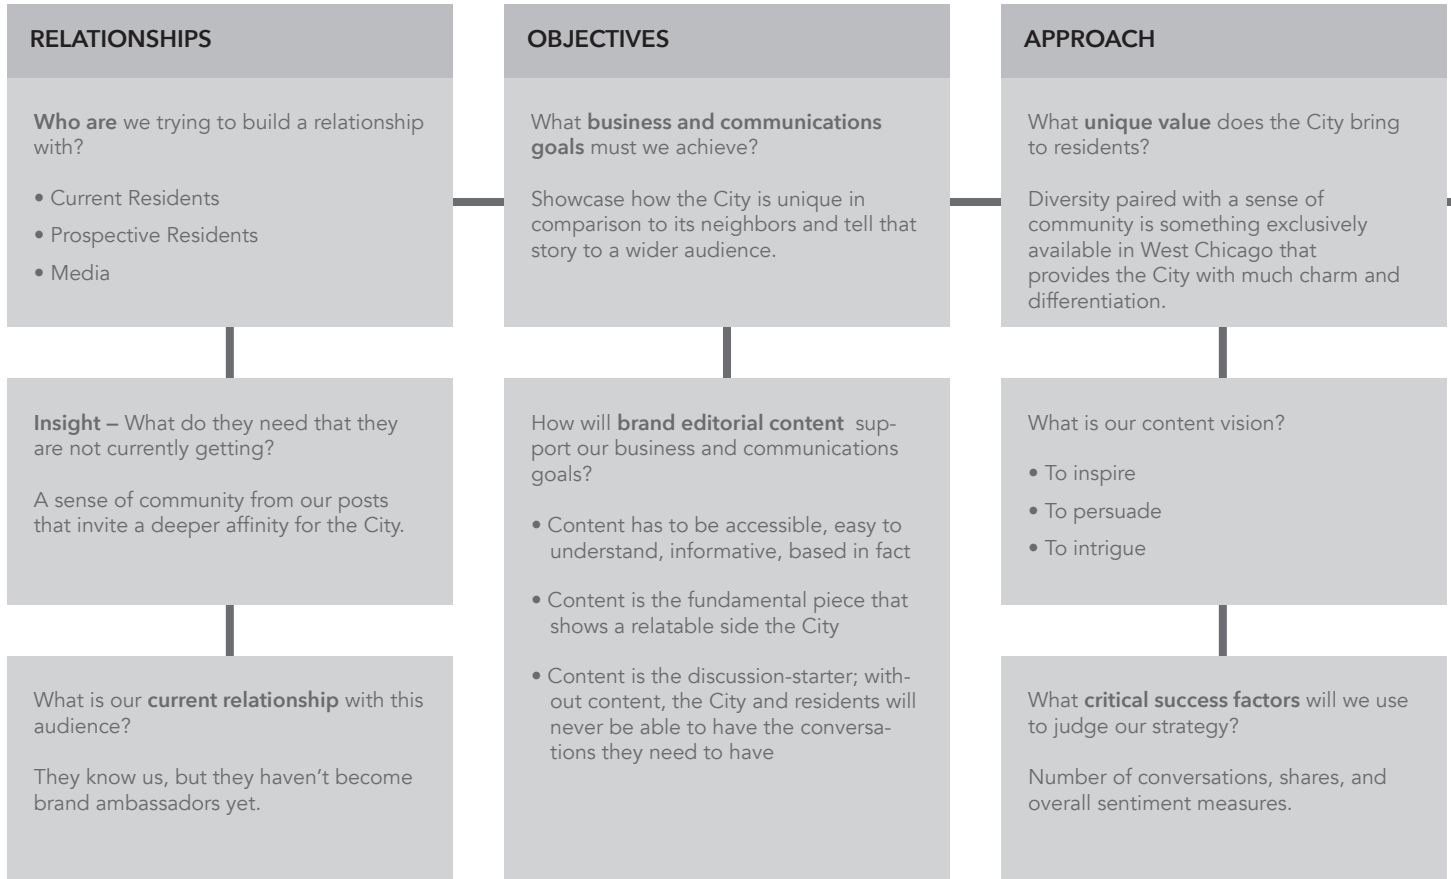 RELATIONSHIPS
Who are we trying to build a relationship
with?
• Current Residents
• Prospective Residents
• Media
Insight – What do they need that they
are not currently getting?
A sense of community from our posts
that invite a deeper affinity for the City.
What is our current relationship with this
audience?
They know us, but they haven't become
brand ambassadors yet.
OBJECTIVES
What business and communications
goals must we achieve?
Showcase how the City is unique in
comparison to its neighbors and tell that
story to a wider audience.
How will brand editorial content sup-
port our business and communications
goals?
• Content has to be accessible, easy to
understand, informative, based in fact
• Content is the fundamental piece that
shows a relatable side the City
• Content is the discussion-starter; with-
out content, the City and residents will
never be able to have the conversa-
tions they need to have
APPROACH
What unique value does the City bring
to residents?
Diversity paired with a sense of
community is something exclusively
available in West Chicago that
provides the City with much charm and
differentiation.
What is our content vision?
• To inspire
• To persuade
• To intrigue
What critical success factors will we use
to judge our strategy?
Number of conversations, shares, and
overall sentiment measures.